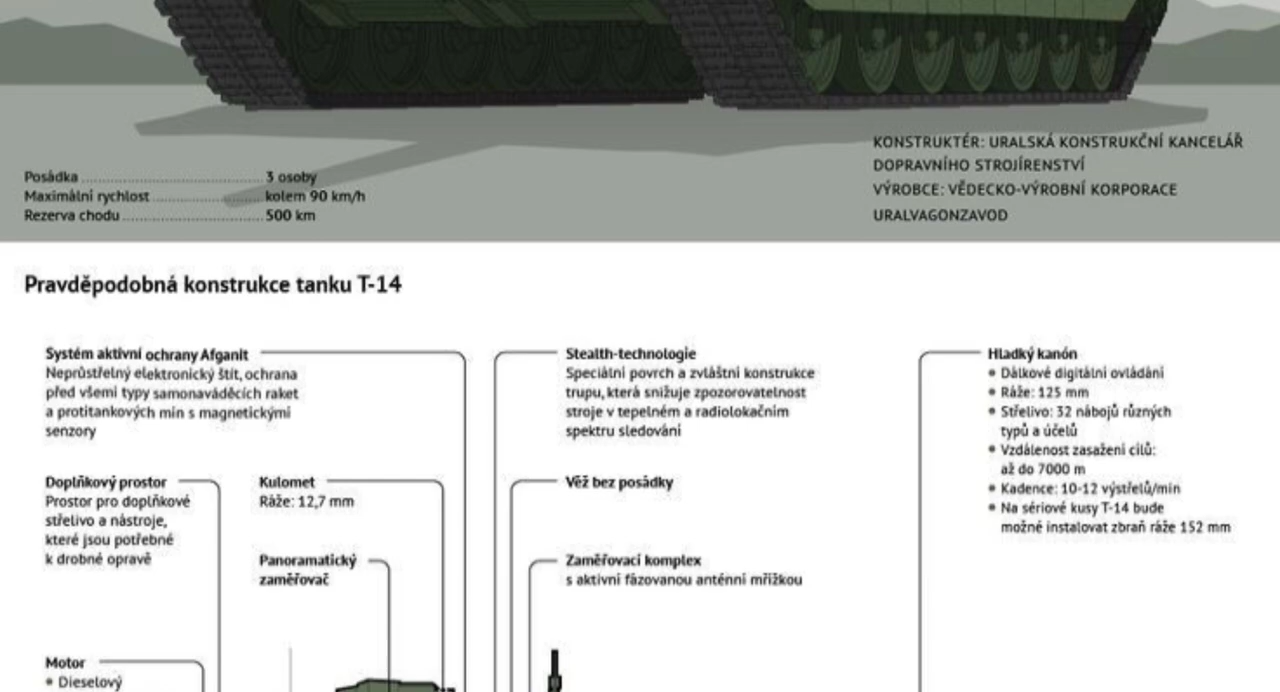 Posádka 3 osoby
Maximální rychlost kolem 90 km/h
Rezerva chodu 500 km
KONSTRUKTÉR: URALSKÁ KONSTRUKČNÍ KANCELÁŘ
DOPRAVNÍHO STROJÍRENSTVÍ
VÝROBCE: VĚDECKO-VÝROBNÍ KORPORACE
URALVAGONZAVOD
Pravděpodobná konstrukce tanku T-14
Systém aktivní ochrany Afganit
Neprůstřelný elektronický štít, ochrana
před všemi typy samonaváděcích raket
a protitankových min s magnetickými
senzory
Stealth-technologie
Speciální povrch a zvláštní konstrukce
trupu, která snižuje zpozorovatelnost
stroje v tepelném a radiolokačním
spektru sledování
Hladký kanón
• Dálkové digitální ovládání
• Ráže: 125 mm
• Střelivo: 32 nábojů různých
typů a účelů
• Vzdálenost zasažení cílů:
až do 7000 m
• Kadence: 10-12 výstřelů/min
• Na sériové kusy T-14 bude
možné instalovat zbraň ráže 152 mm
Doplňkový prostor
Prostor pro doplňkové
střelivo a nástroje,
které jsou potřebné
k drobné opravě
Kulomet
Ráže: 12,7 mm
Věž bez posádky
Panoramatický
zaměřovač
Zaměřovací komplex
s aktivní fázovanou anténní mřížkou
Motor
• Dieselový